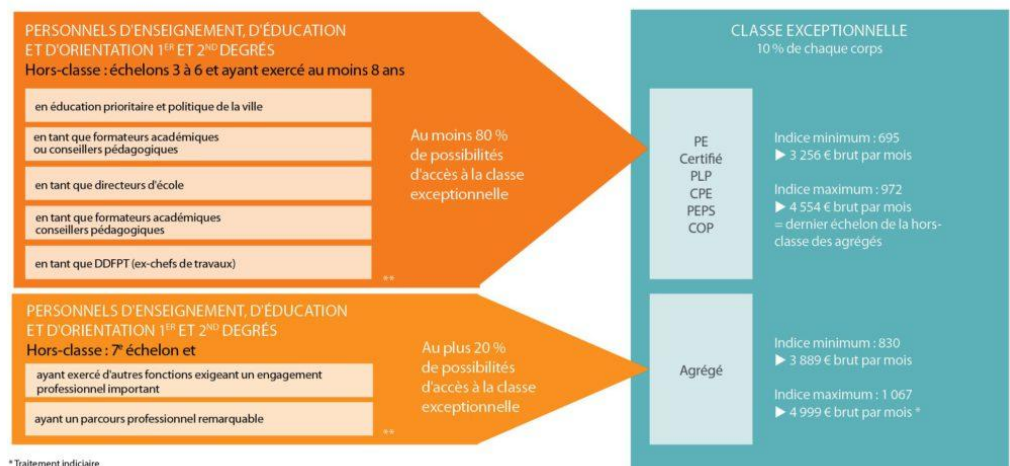 PERSONNELS D'ENSEIGNEMENT, D'ÉDUCATION
ET D'ORIENTATION 1ER ET 2ND DEGRÉS
Hors-classe : échelons 3 à 6 et ayant exercé au moins 8 ans
en éducation prioritaire et politique de la ville
en tant que formateurs académiques
ou conseillers pédagogiques
en tant que directeurs d'école
en tant que formateurs académiques
conseillers pédagogiques
en tant que DDFPT (ex-chefs de travaux)
**
Au moins 80 %
de possibilités
d'accès à la classe
exceptionnelle
PERSONNELS D'ENSEIGNEMENT, D'ÉDUCATION
ET D'ORIENTATION 1ER ET 2ND DEGRÉS
Hors-classe : 7e échelon et
ayant exercé d'autres fonctions exigeant un engagement
professionnel important
ayant un parcours professionnel remarquable
**
Au plus 20 %
de possibilités
d'accès à la classe
exceptionnelle
CLASSE EXCEPTIONNELLE
10 % de chaque corps
PE
Certifié
PLP
CPE
PEPS
COP
Indice minimum : 695
▶ 3 256 € brut par mois
Indice maximum : 972
▶ 4 554 € brut par mois
= dernier échelon de la hors-
classe des agrégés
Agrégé
Indice minimum : 830
▶ 3 889 € brut par mois
Indice maximum : 1 067
▶ 4 999 € brut par mois *
* Traitement indiciaire